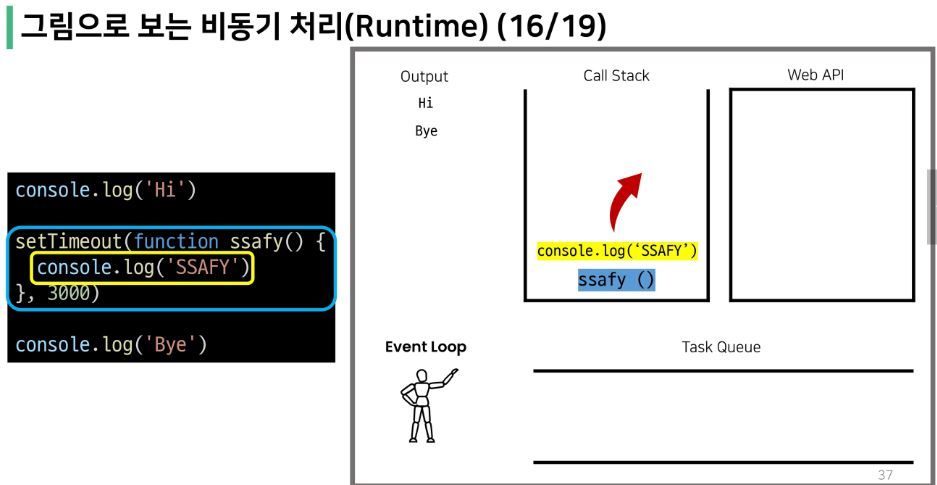 그림으로 보는 비동기 처리(Runtime) (16/19)
console.log('Hi')
setTimeout(function ssafy() {
console.log('SSAFY')
}, 3000)
console.log('Bye')
Output
Hi
Bye
Call Stack
console.log(‘SSAFY’)
ssafy ()
Web API
Event Loop
Task Queue
37